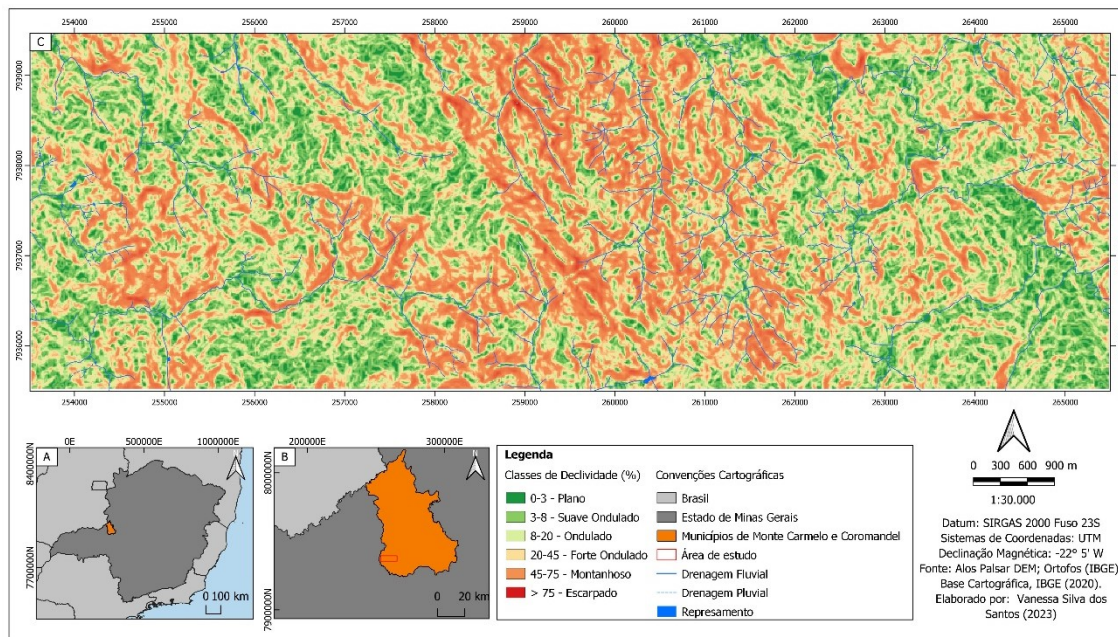 C
254000 255000 256000 257000 258000 259000 260000 261000 262000 263000 264000 265000
7939000
7938000
7937000
7936000
7939000
7938000
7937000
7936000
254000 255000 256000 257000 258000 259000 260000 261000 262000 263000 264000 265000
0E 500000E 1000000E
A
8400000N
7700000N
0 100 km
200000E 300000E
B
8000000N
7900000N
0 20 km
Legenda
Classes de Declividade (%)
0-3 - Plano
3-8 - Suave Ondulado
8-20 - Ondulado
20-45 - Forte Ondulado
45-75 - Montanhoso
> 75 - Escarpado
Convenções Cartográficas
Brasil
Estado de Minas Gerais
Municípios de Monte Carmelo e Coromandel
Área de estudo
Drenagem Fluvial
Drenagem Pluvial
Represamento
0 300 600 900 m
1:30.000
Datum: SIRGAS 2000 Fuso 23S
Sistemas de Coordenadas: UTM
Declinação Magnética: -22° 5' W
Fonte: Alos Palsar DEM; Ortofos (IBGE)
Base Cartográfica, IBGE (2020).
Elaborado por: Vanessa Silva dos
Santos (2023)